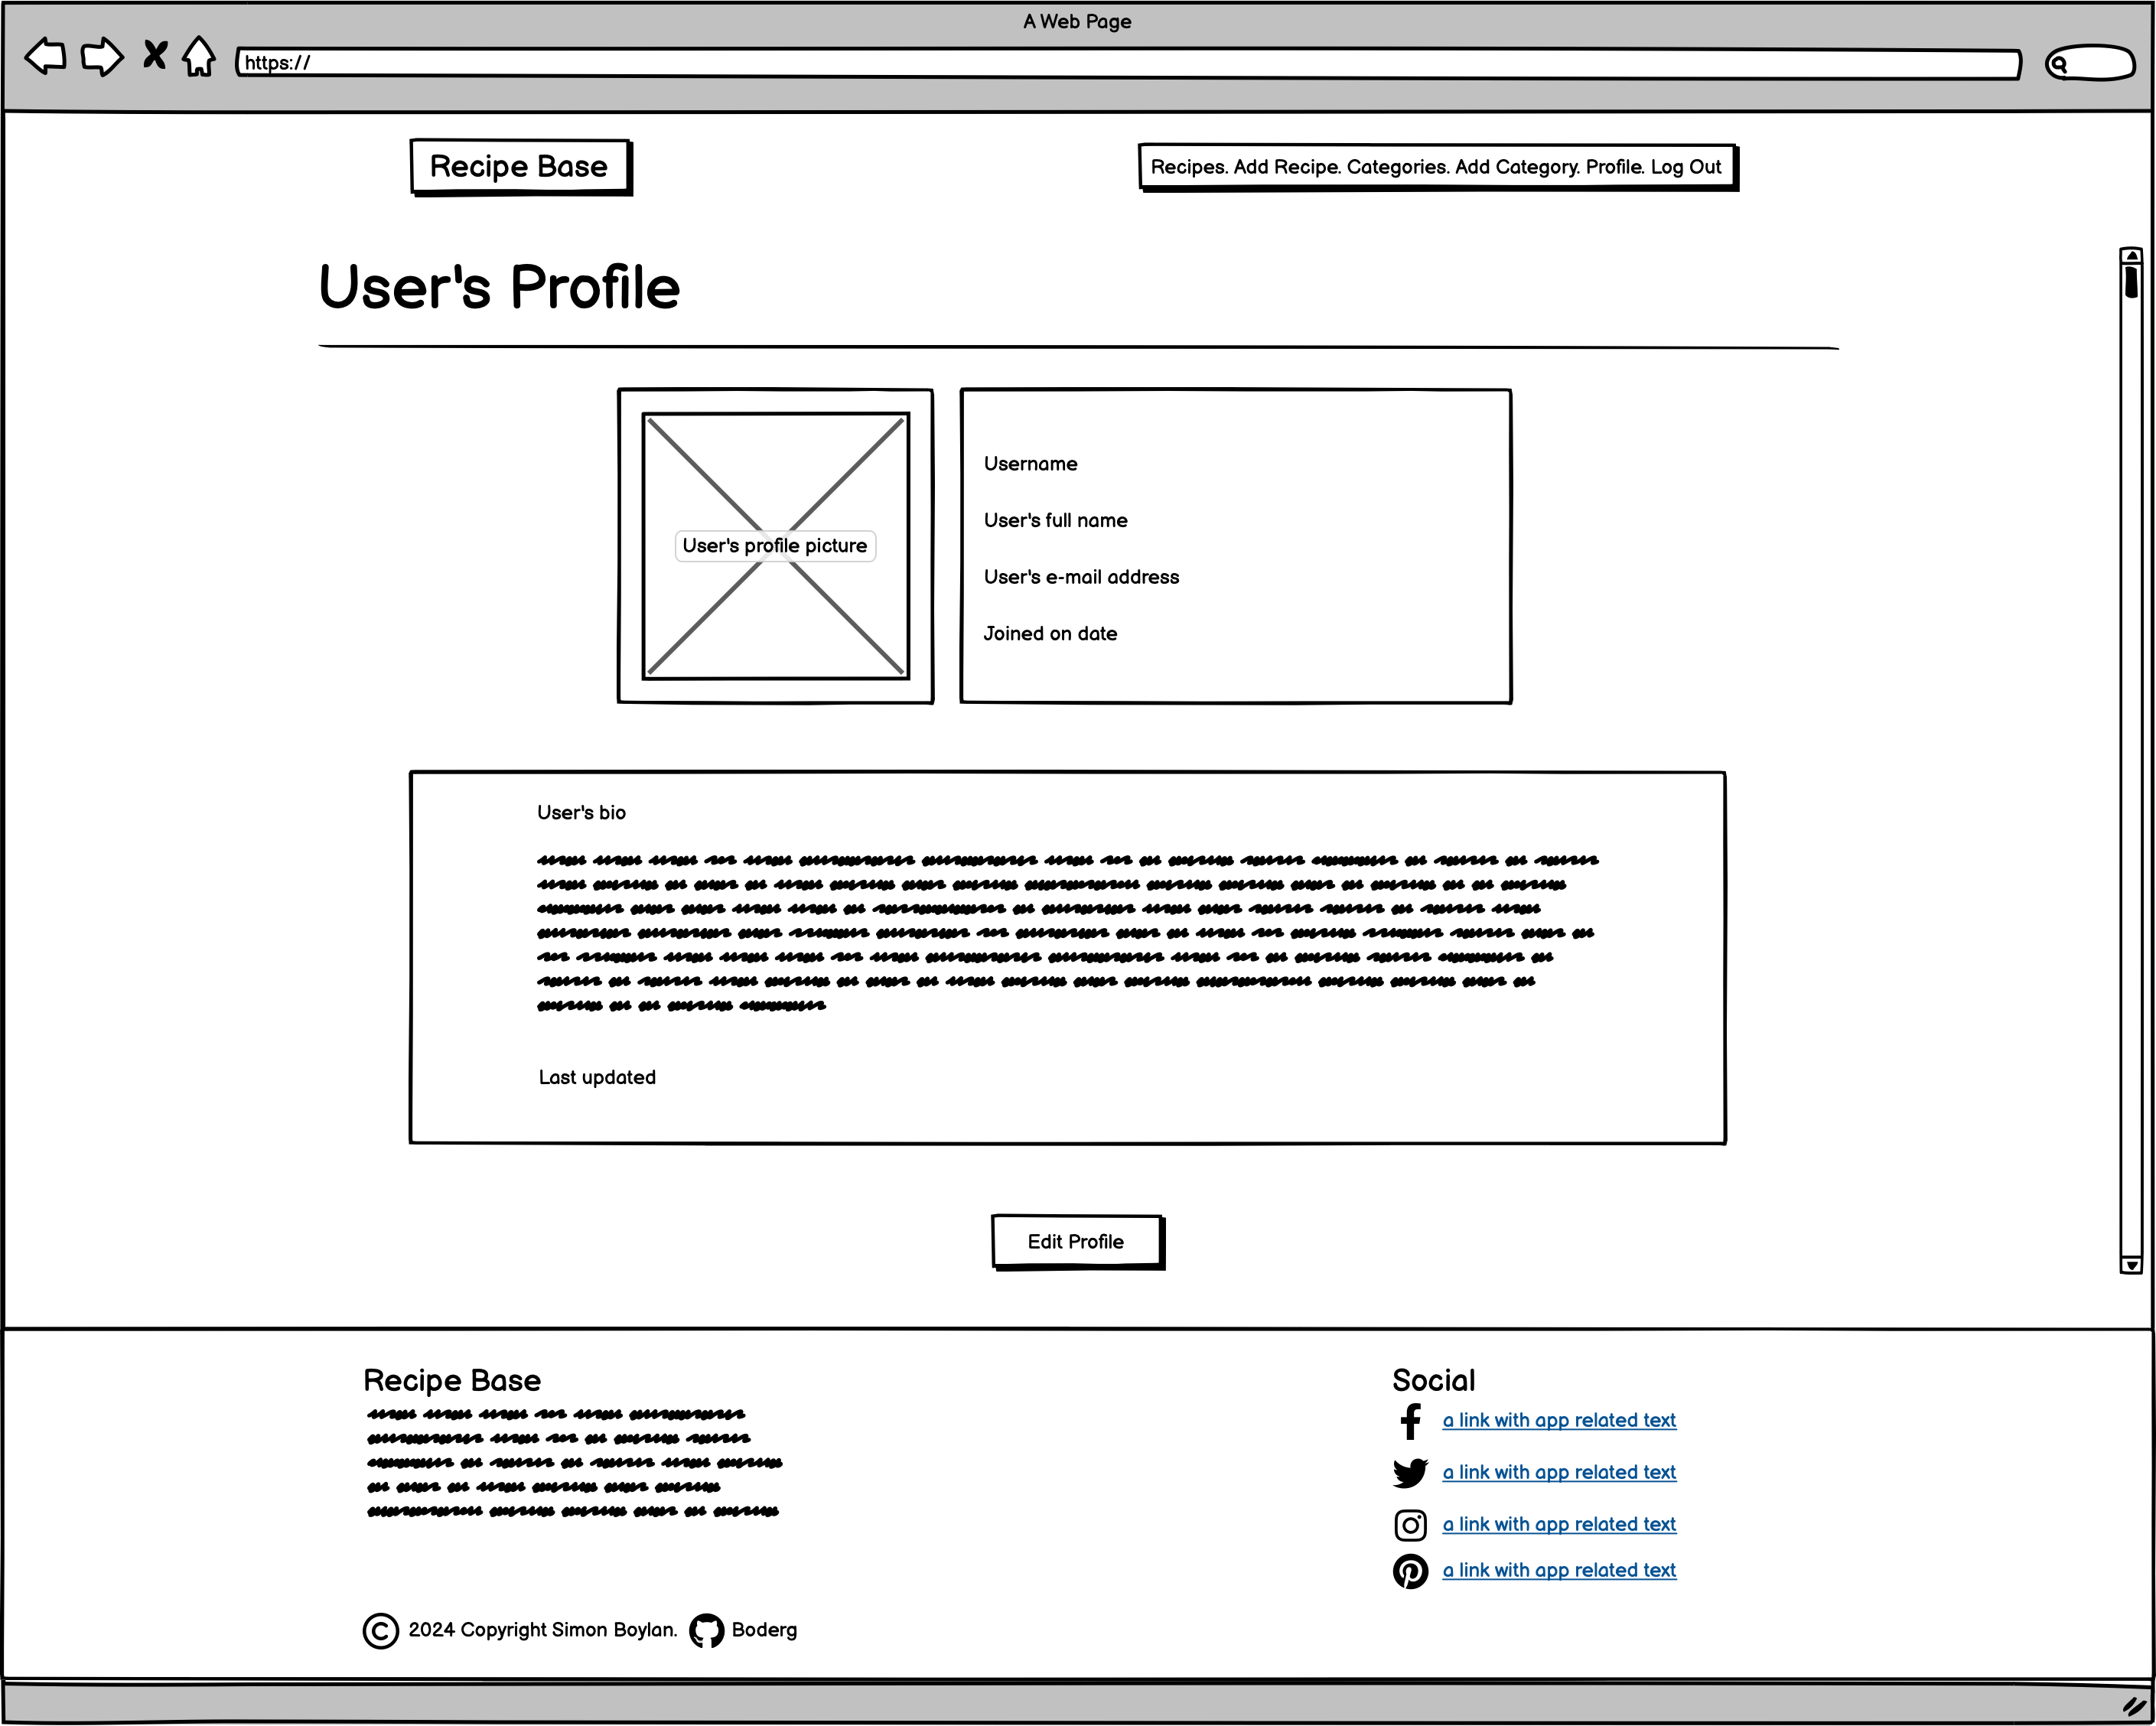 A Web Page
https://
Recipe Base
Recipes. Add Recipe. Categories. Add Category. Profile. Log Out
User's Profile
User's profile picture
Username
User's full name
User's e-mail address
Joined on date
User's bio
Last updated
Edit Profile
Recipe Base
Social
a link with app related text
a link with app related text
a link with app related text
a link with app related text
© 2024 Copyright Simon Boylan. Boderg